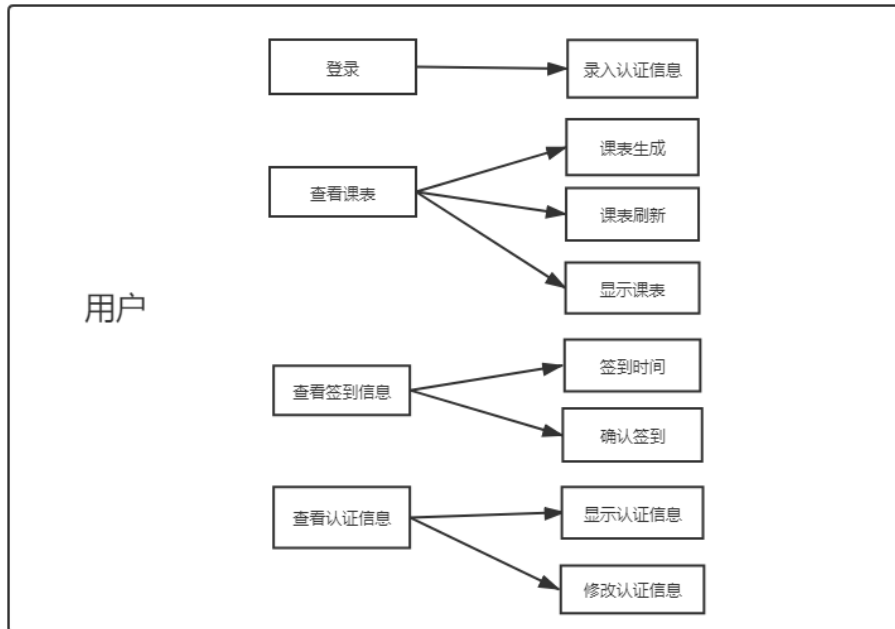 登录
录入认证信息
课表生成
查看课表
课表刷新
显示课表
用户
签到时间
查看签到信息
确认签到
查看认证信息
显示认证信息
修改认证信息